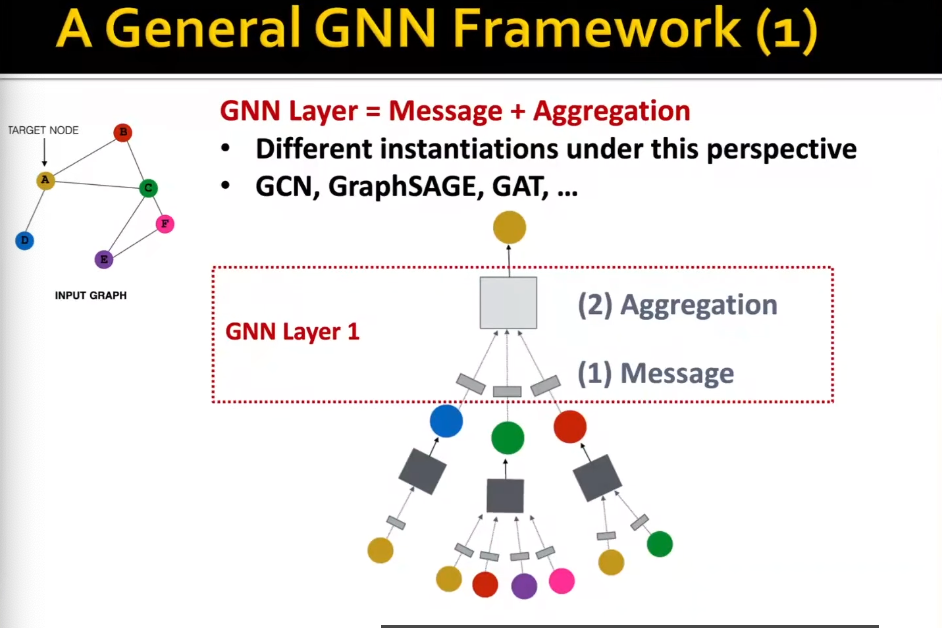 A General GNN Framework (1)
GNN Layer = Message + Aggregation
• Different instantiations under this perspective
• GCN, GraphSAGE, GAT, ...
TARGET NODE
B
A
C
F
D
E
INPUT GRAPH
(2) Aggregation
GNN Layer 1
(1) Message